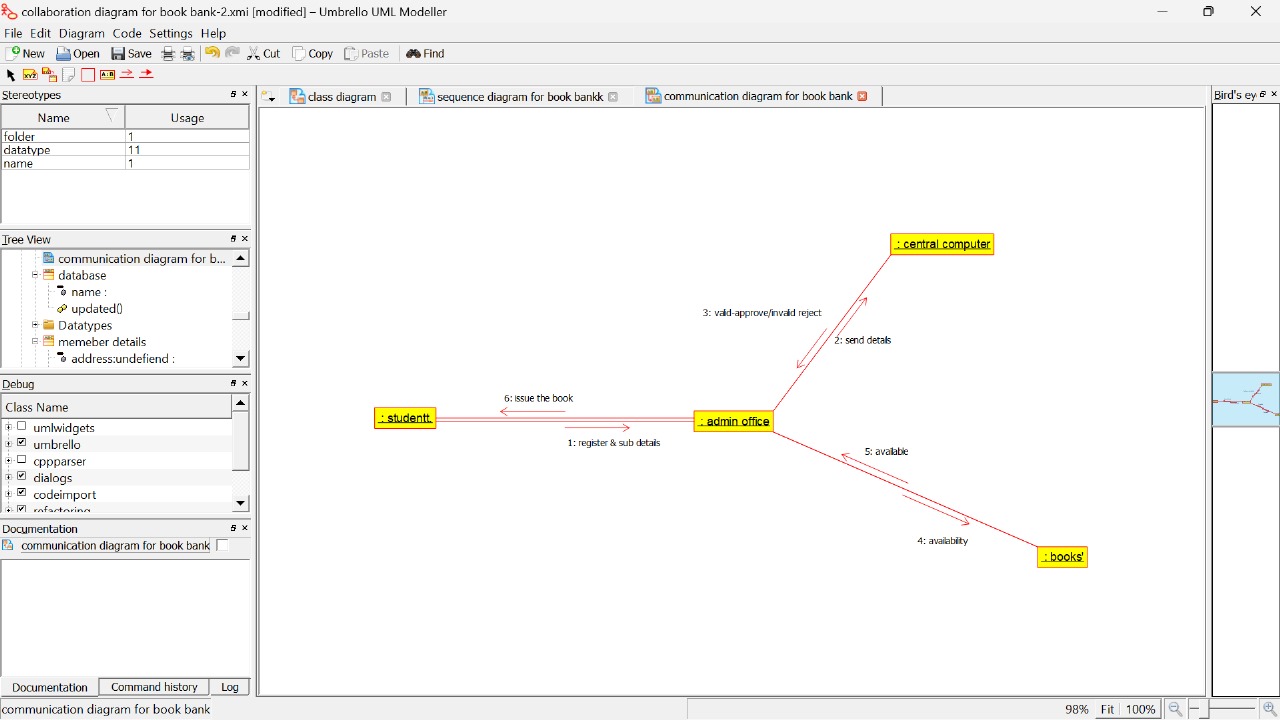 collaboration diagram for book bank-2.xmi [modified] – Umbrello UML Modeller
File Edit Diagram Code Settings Help
New Open Save Cut Copy Paste Find
Stereotypes
Name Usage
folder 1
datatype 11
name 1
Tree View
communication diagram for b...
database
name :
updated()
Datatypes
memeber details
address:undefiend :
Debug
Class Name
umlwidgets
umbrello
cppparser
dialogs
codeimport
refactoring
Documentation
communication diagram for book bank
Documentation Command history Log
communication diagram for book bank
class diagram
sequence diagram for book bankk
communication diagram for book bank
: central computer
3: valid-approve/invalid reject
2: send details
6: issue the book
: studentt.
: admin office
1: register & sub details
5: available
4: availability
: books'
Bird's ey
98% Fit 100%